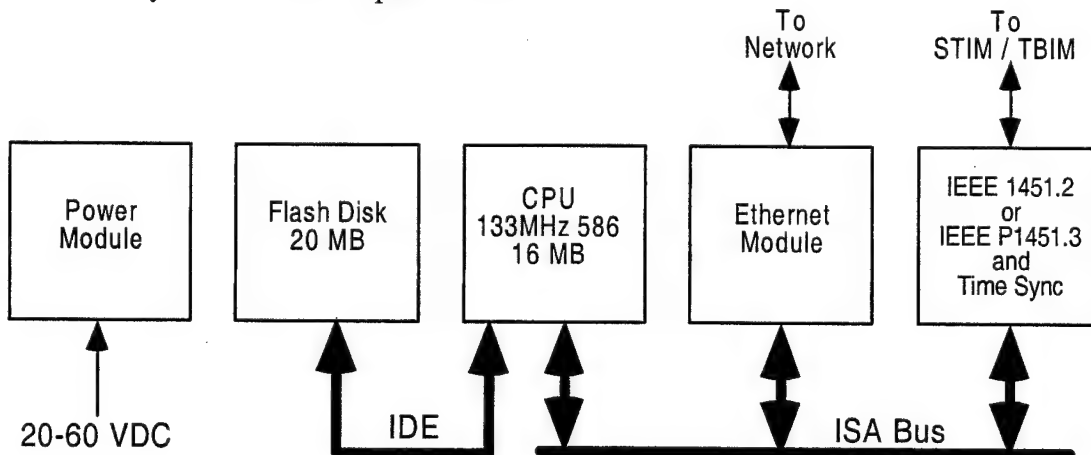 To
Network
To
STIM / TBIM
Power
Module
Flash Disk
20 MB
CPU
133MHz 586
16 MB
Ethernet
Module
IEEE 1451.2
or
IEEE P1451.3
and
Time Sync
20-60 VDC
IDE
ISA Bus